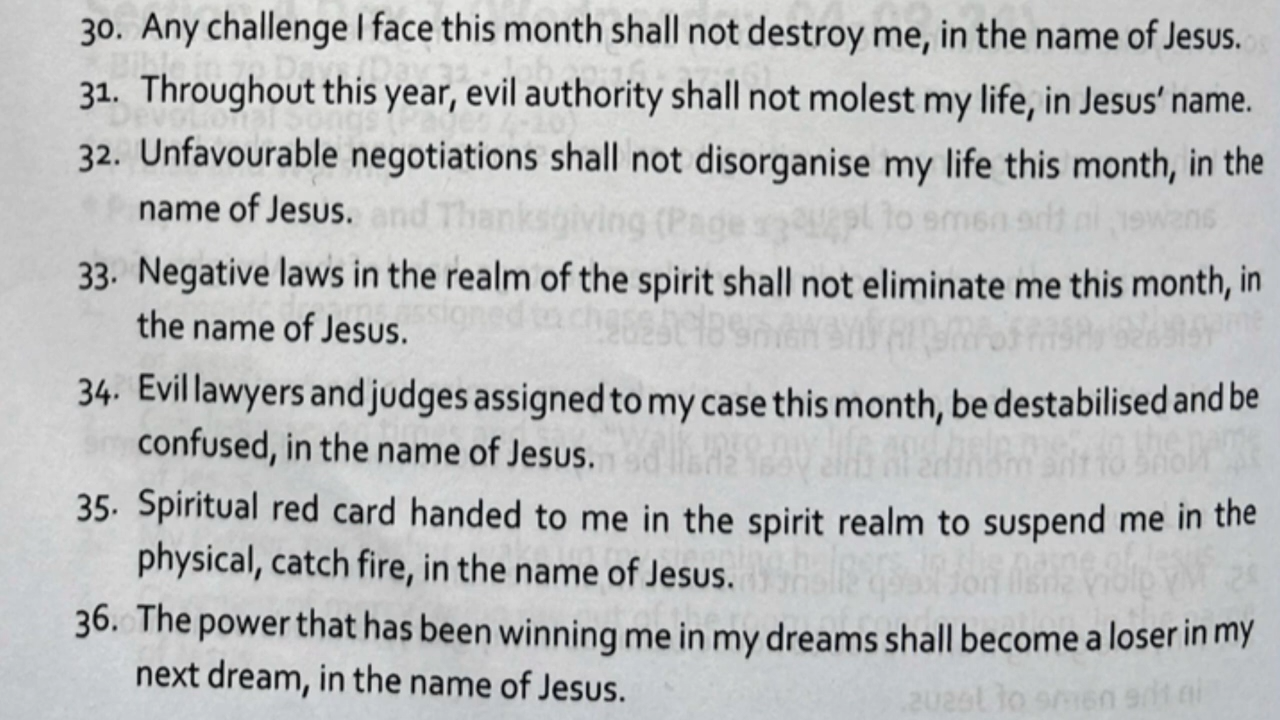 30. Any challenge I face this month shall not destroy me, in the name of Jesus.
31. Throughout this year, evil authority shall not molest my life, in Jesus' name.
32. Unfavourable negotiations shall not disorganise my life this month, in the
name of Jesus.
33. Negative laws in the realm of the spirit shall not eliminate me this month, in
the name of Jesus.
34. Evil lawyers and judges assigned to my case this month, be destabilised and be
confused, in the name of Jesus.
35. Spiritual red card handed to me in the spirit realm to suspend me in the
physical, catch fire, in the name of Jesus.
36. The power that has been winning me in my dreams shall become a loser in my
next dream, in the name of Jesus.